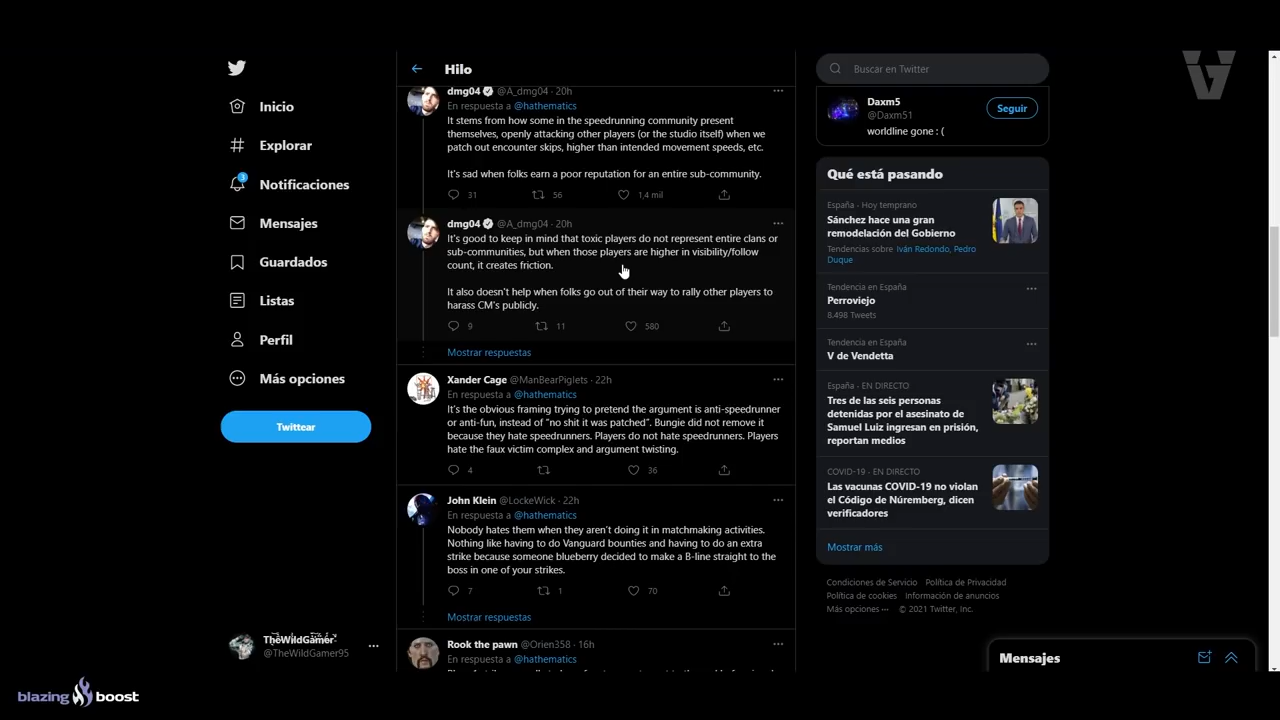 Inicio
Explorar
3
Notificaciones
Mensajes
Guardados
Listas
Perfil
Más opciones
Twittear
TheWildGamer
@TheWildGamer95
blazing boost
Hilo
dmg04 @A_dmg04 · 20h
En respuesta a @hathematics
It stems from how some in the speedrunning community present
themselves, openly attacking other players (or the studio itself) when we
patch out encounter skips, higher than intended movement speeds, etc.
It's sad when folks earn a poor reputation for an entire sub-community.
31 56 1,4 mil
dmg04 @A_dmg04 · 20h
It's good to keep in mind that toxic players do not represent entire clans or
sub-communities, but when those players are higher in visibility/follow
count, it creates friction.
It also doesn't help when folks go out of their way to rally other players to
harass CM's publicly.
9 11 580
Mostrar respuestas
Xander Cage @ManBearPiglets · 22h
En respuesta a @hathematics
It's the obvious framing trying to pretend the argument is anti-speedrunner
or anti-fun, instead of "no shit it was patched". Bungie did not remove it
because they hate speedrunners. Players do not hate speedrunners. Players
hate the faux victim complex and argument twisting.
4 36
John Klein @LockeWick · 22h
En respuesta a @hathematics
Nobody hates them when they aren't doing it in matchmaking activities.
Nothing like having to do Vanguard bounties and having to do an extra
strike because someone blueberry decided to make a B-line straight to the
boss in one of your strikes.
7 1 70
Mostrar respuestas
Rook the pawn @Orien358 · 16h
En respuesta a @hathematics
Buscar en Twitter
Daxm5
@Daxm51
Seguir
worldline gone : (
Qué está pasando
España · Hoy temprano
Sánchez hace una gran
remodelación del Gobierno
Tendencias sobre Iván Redondo, Pedro
Duque
Tendencia en España
Perroviejo
8.498 Tweets
Tendencia en España
V de Vendetta
España · EN DIRECTO
Tres de las seis personas
detenidas por el asesinato de
Samuel Luiz ingresan en prisión,
reportan medios
COVID-19 · EN DIRECTO
Las vacunas COVID-19 no violan
el Código de Núremberg, dicen
verificadores
Mostrar más
Condiciones de Servicio Política de Privacidad
Política de cookies Información de anuncios
Más opciones ··· © 2021 Twitter, Inc.
Mensajes